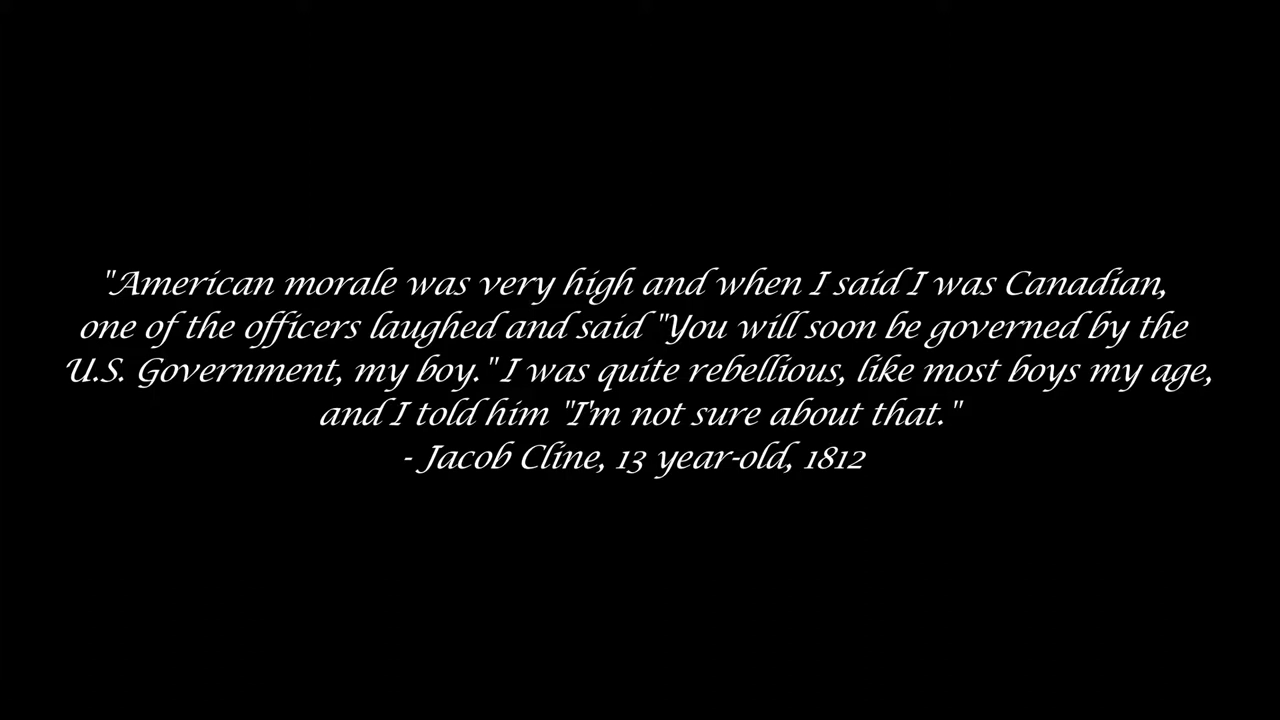 "American morale was very high and when I said I was Canadian,
one of the officers laughed and said "You will soon be governed by the
U.S. Government, my boy." I was quite rebellious, like most boys my age,
and I told him "I'm not sure about that."
- Jacob Cline, 13 year-old, 1812